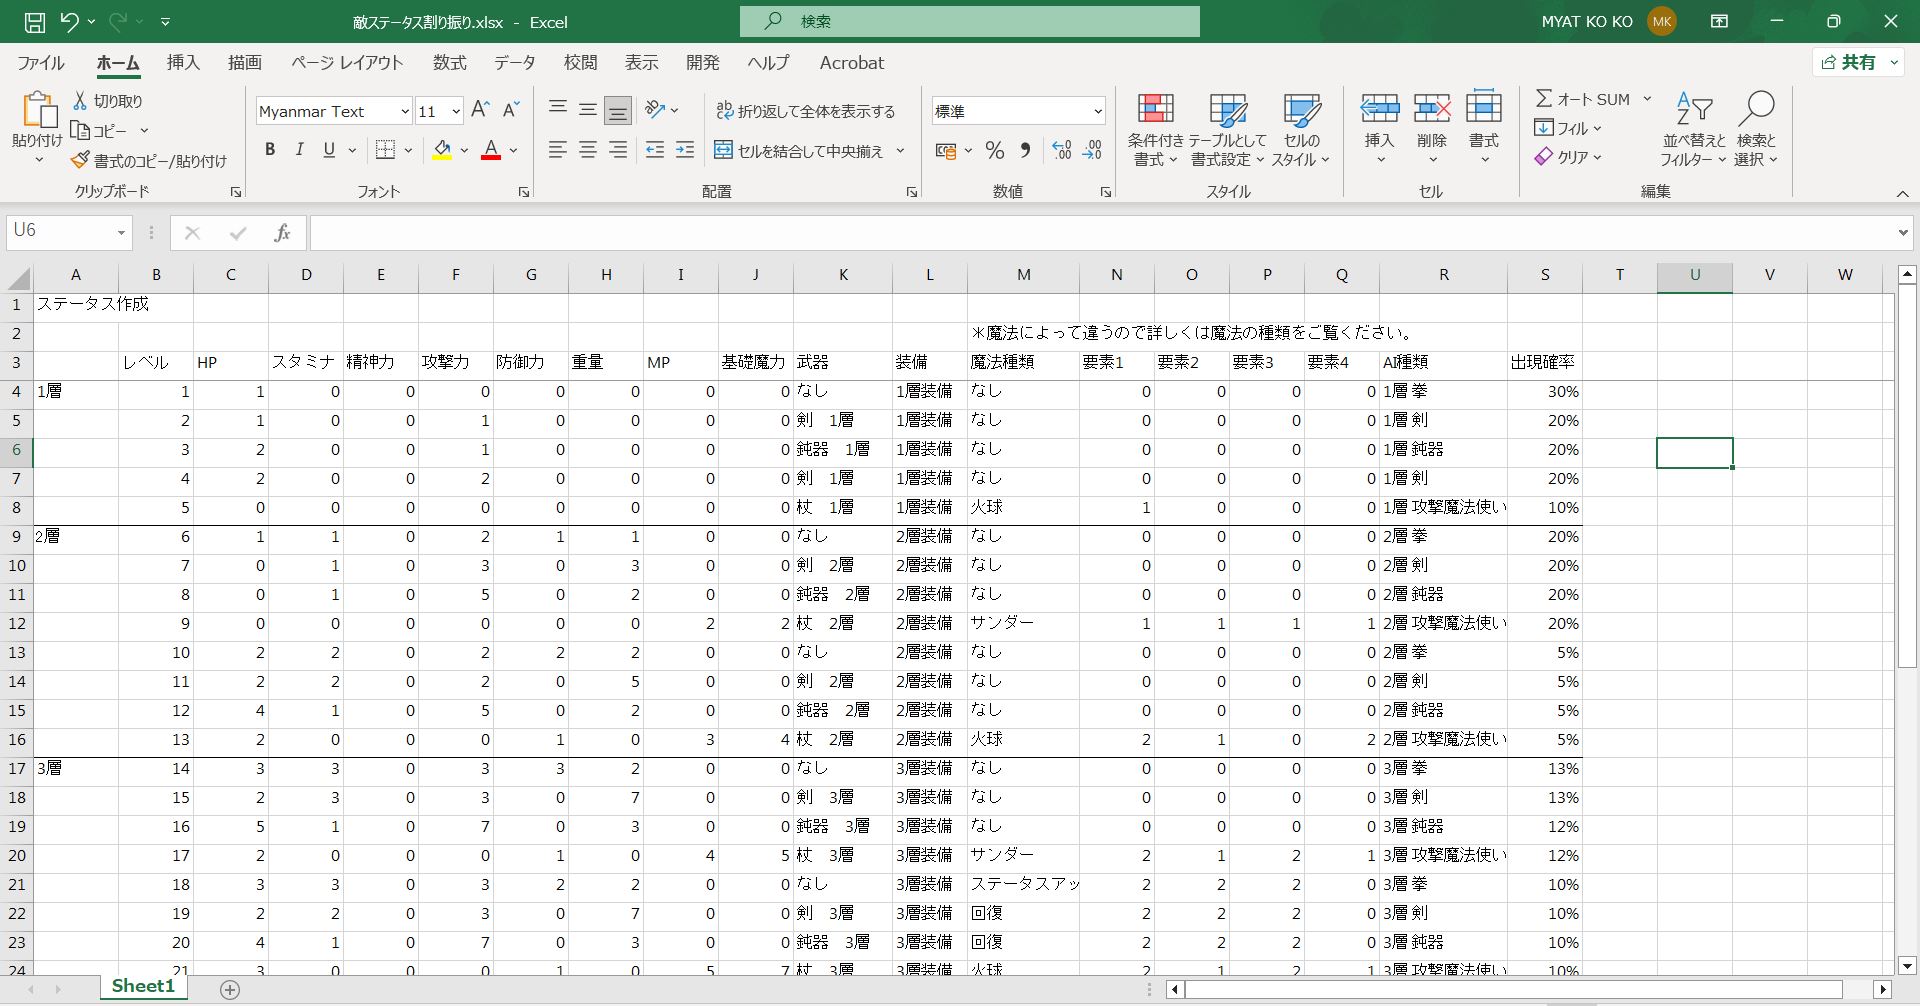 敵ステータス割り振り.xlsx - Excel
検索
MYAT KO KO
MK
ファイル ホーム 挿入 描画 ページ レイアウト 数式 データ 校閲 表示 開発 ヘルプ Acrobat 共有
貼り付け
切り取り
コピー
書式のコピー/貼り付け
クリップボード
Myanmar Text 11
B I U
フォント
折り返して全体を表示する
セルを結合して中央揃え
配置
標準
数値
条件付き書式
テーブルとして書式設定
セルのスタイル
スタイル
挿入 削除 書式
セル
オート SUM
フィル
クリア
並べ替えとフィルター
検索と選択
編集
U6
fx
A B C D E F G H I J K L M N O P Q R S T U V W
1 ステータス作成
2 ※魔法によって違うので詳しくは魔法の種類をご覧ください。
3 レベル HP スタミナ 精神力 攻撃力 防御力 重量 MP 基礎魔力 武器 装備 魔法種類 要素1 要素2 要素3 要素4 AI種類 出現確率
4 1層 1 1 0 0 0 0 0 0 0 なし 1層装備 なし 0 0 0 0 1層 拳 30%
5 2 1 0 0 1 0 0 0 0 剣 1層 1層装備 なし 0 0 0 0 1層 剣 20%
6 3 2 0 0 1 0 0 0 0 鈍器 1層 1層装備 なし 0 0 0 0 1層 鈍器 20%
7 4 2 0 0 2 0 0 0 0 剣 1層 1層装備 なし 0 0 0 0 1層 剣 20%
8 5 0 0 0 0 0 0 0 0 杖 1層 1層装備 火球 1 0 0 0 1層 攻撃魔法使い 10%
9 2層 6 1 1 0 2 1 1 0 0 なし 2層装備 なし 0 0 0 0 2層 拳 20%
10 7 0 1 0 3 0 3 0 0 剣 2層 2層装備 なし 0 0 0 0 2層 剣 20%
11 8 0 1 0 5 0 2 0 0 鈍器 2層 2層装備 なし 0 0 0 0 2層 鈍器 20%
12 9 0 0 0 0 0 0 2 2 杖 2層 2層装備 サンダー 1 1 1 1 2層 攻撃魔法使い 20%
13 10 2 2 0 2 2 2 0 0 なし 2層装備 なし 0 0 0 0 2層 拳 5%
14 11 2 2 0 2 0 5 0 0 剣 2層 2層装備 なし 0 0 0 0 2層 剣 5%
15 12 4 1 0 5 0 2 0 0 鈍器 2層 2層装備 なし 0 0 0 0 2層 鈍器 5%
16 13 2 0 0 0 1 0 3 4 杖 2層 2層装備 火球 2 1 0 2 2層 攻撃魔法使い 5%
17 3層 14 3 3 0 3 3 2 0 0 なし 3層装備 なし 0 0 0 0 3層 拳 13%
18 15 2 3 0 3 0 7 0 0 剣 3層 3層装備 なし 0 0 0 0 3層 剣 13%
19 16 5 1 0 7 0 3 0 0 鈍器 3層 3層装備 なし 0 0 0 0 3層 鈍器 12%
20 17 2 0 0 0 1 0 4 5 杖 3層 3層装備 サンダー 2 1 2 1 3層 攻撃魔法使い 12%
21 18 3 3 0 3 2 2 0 0 なし 3層装備 ステータスアッ 2 2 2 0 3層 拳 10%
22 19 2 2 0 3 0 7 0 0 剣 3層 3層装備 回復 2 2 2 0 3層 剣 10%
23 20 4 1 0 7 0 3 0 0 鈍器 3層 3層装備 回復 2 2 2 0 3層 鈍器 10%
24 21 3 0 0 0 1 0 5 7 杖 3層 3層装備 火球 2 1 2 1 3層 攻撃魔法使い 10%
Sheet1